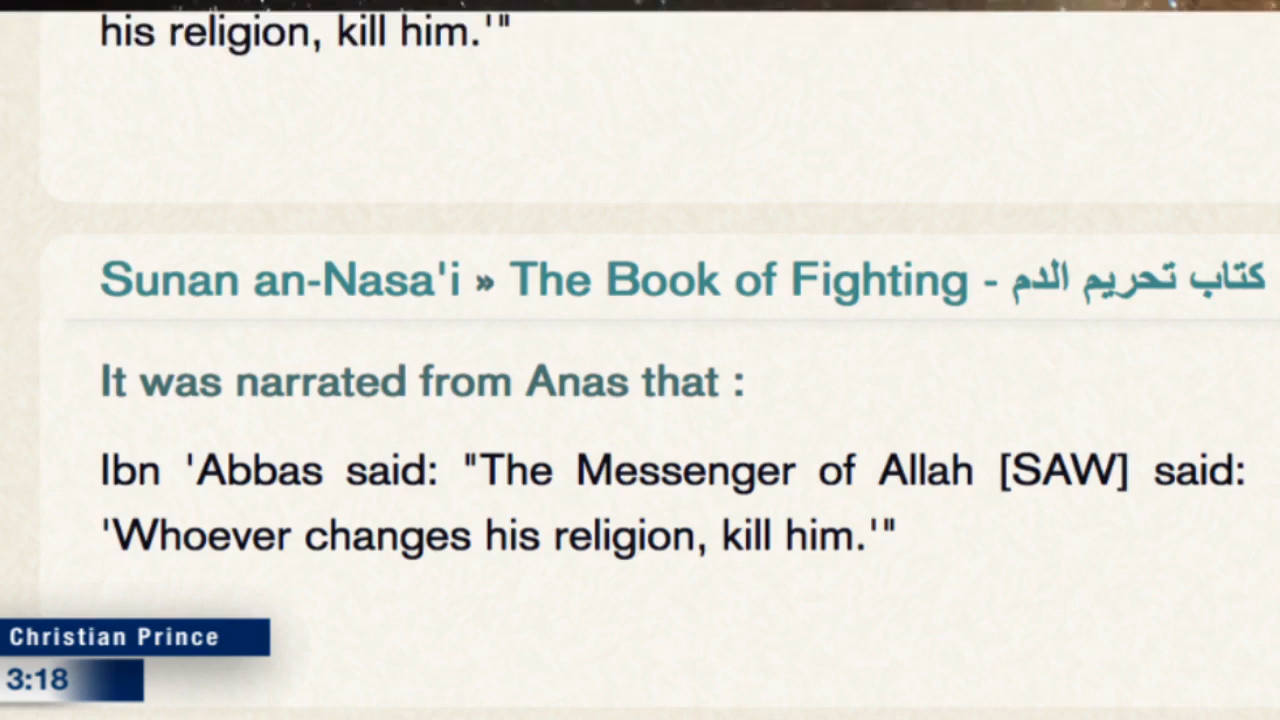 his religion, kill him.'"
Sunan an-Nasa'i » The Book of Fighting - كتاب تحريم الدم
It was narrated from Anas that :
Ibn 'Abbas said: "The Messenger of Allah [SAW] said:
'Whoever changes his religion, kill him.'"
Christian Prince
3:18